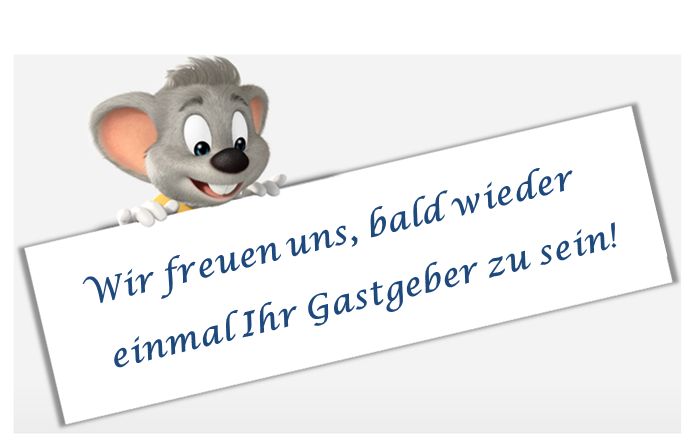 Wir freuen uns, bald wieder
einmal Ihr Gastgeber zu sein!